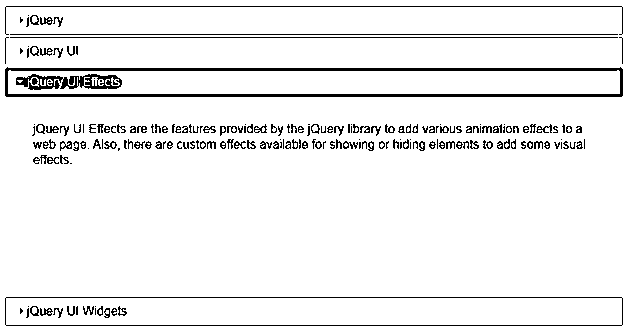 jQuery
jQuery UI
jQuery UI Effects
jQuery UI Effects are the features provided by the jQuery library to add various animation effects to a
web page. Also, there are custom effects available for showing or hiding elements to add some visual
effects.
jQuery UI Widgets